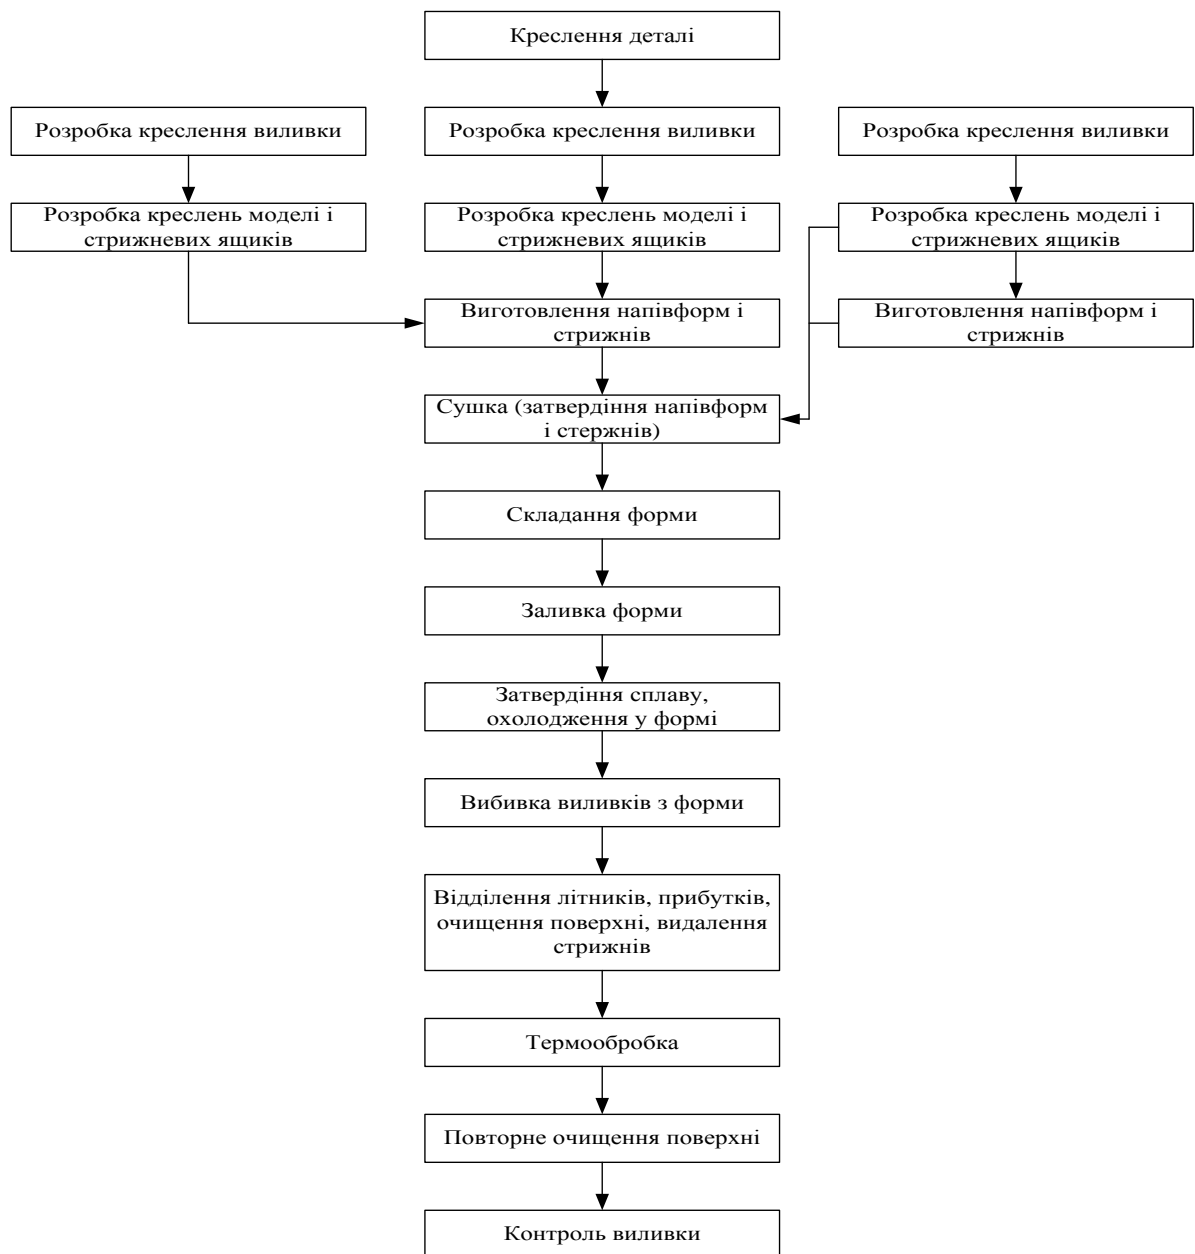 Креслення деталі
Розробка креслення виливки
Розробка креслення виливки
Розробка креслення виливки
Розробка креслень моделі і
стрижневих ящиків
Розробка креслень моделі і
стрижневих ящиків
Розробка креслень моделі і
стрижневих ящиків
Виготовлення напівформ і
стрижнів
Виготовлення напівформ і
стрижнів
Сушка (затвердіння напівформ
і стержнів)
Складання форми
Заливка форми
Затвердіння сплаву,
охолодження у формі
Вибивка виливків з форми
Відділення літників, прибутків,
очищення поверхні, видалення
стрижнів
Термообробка
Повторне очищення поверхні
Контроль виливки